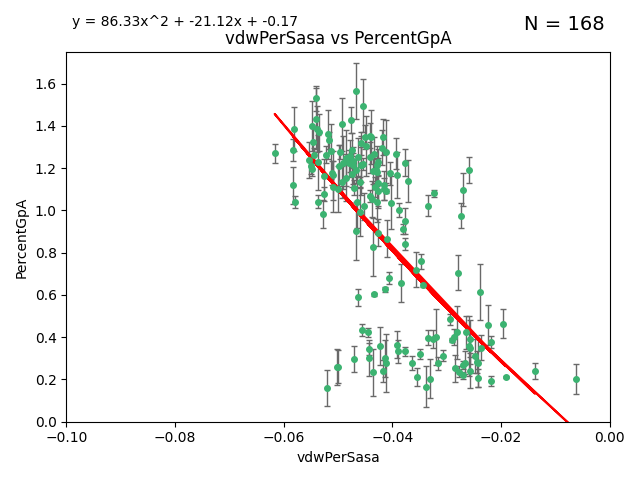 y = 86.33x^2 + -21.12x + -0.17
N = 168
vdwPerSasa vs PercentGpA
PercentGpA
1.6
1.4
1.2
1.0
0.8
0.6
0.4
0.2
0.0
−0.10 −0.08 −0.06 −0.04 −0.02 0.00
vdwPerSasa